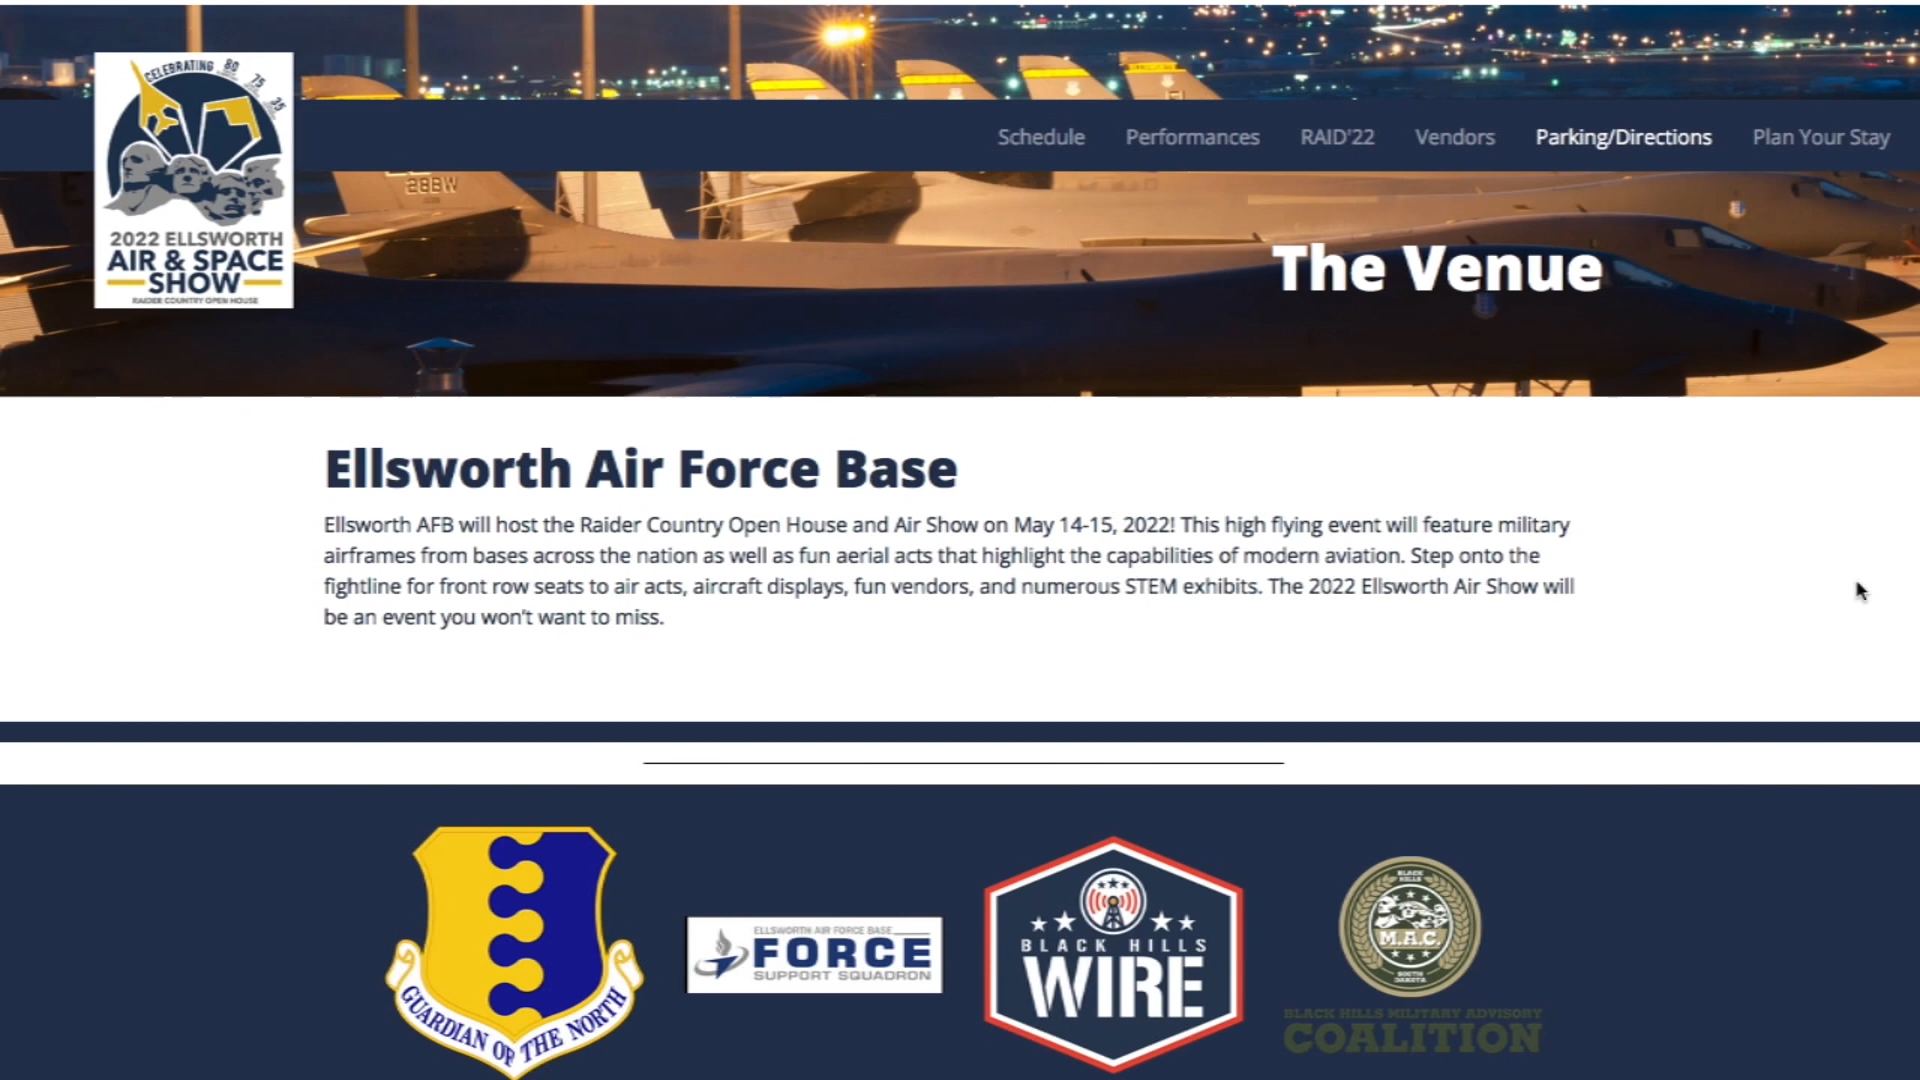 CELEBRATING 80 75 35
2022 ELLSWORTH
AIR & SPACE
SHOW
RAIDER COUNTRY OPEN HOUSE
Schedule Performances RAID'22 Vendors Parking/Directions Plan Your Stay
28BW
The Venue
Ellsworth Air Force Base
Ellsworth AFB will host the Raider Country Open House and Air Show on May 14-15, 2022! This high flying event will feature military
airframes from bases across the nation as well as fun aerial acts that highlight the capabilities of modern aviation. Step onto the
fightline for front row seats to air acts, aircraft displays, fun vendors, and numerous STEM exhibits. The 2022 Ellsworth Air Show will
be an event you won't want to miss.
GUARDIAN OF THE NORTH
ELLSWORTH AIR FORCE BASE
FORCE
SUPPORT SQUADRON
BLACK HILLS
WIRE
BLACK
HILLS
M.A.C.
SOUTH
DAKOTA
BLACK HILLS MILITARY ADVISORY
COALITION